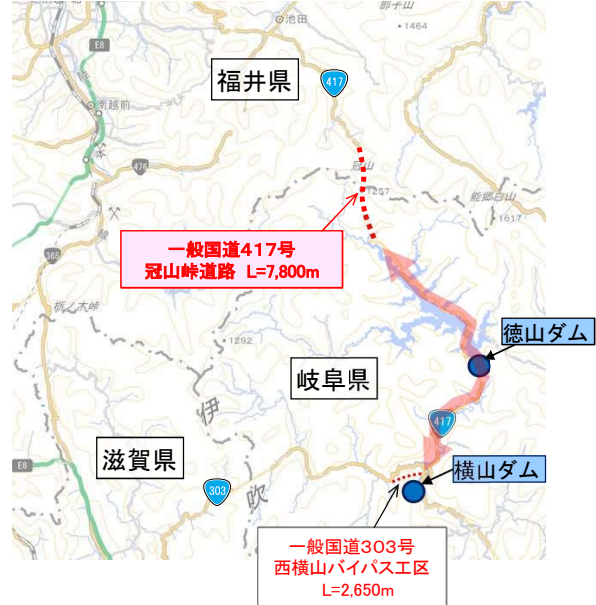 部子山
池田
・1464
E8
福井県
417
南越前
冠山
476
1257
能郷白山
・1617
一般国道417号
冠山峠道路 L=7,800m
365
栃ノ木峠
・1292
徳山ダム
岐阜県
伊
417
滋賀県
吹
E8
303
横山ダム
一般国道303号
西横山バイパス工区
L=2,650m